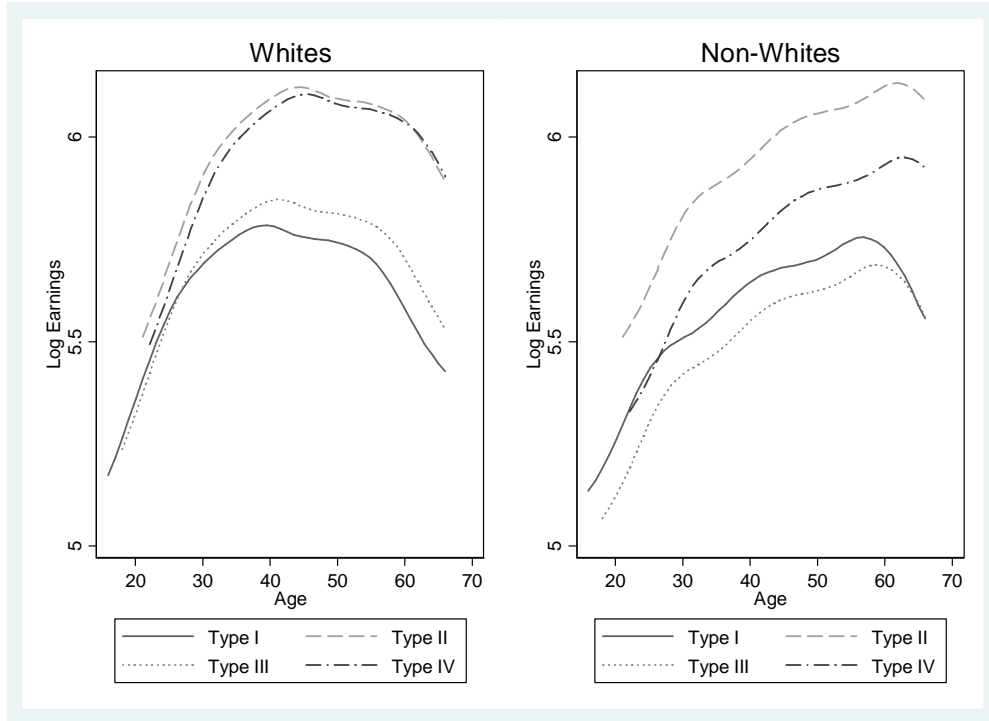 Whites
Log Earnings
6
5.5
5
20 30 40 50 60 70
Age
Type I Type II
Type III Type IV
Non-Whites
Log Earnings
6
5.5
5
20 30 40 50 60 70
Age
Type I Type II
Type III Type IV